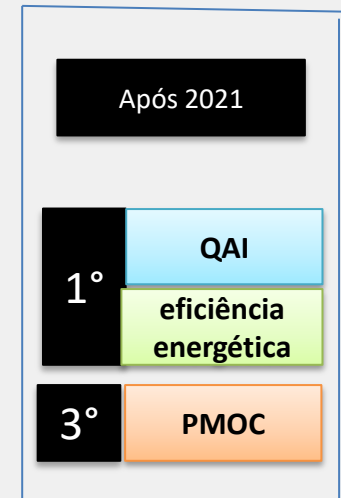 Após 2021
1°
QAI
eficiência
energética
3°
PMOC